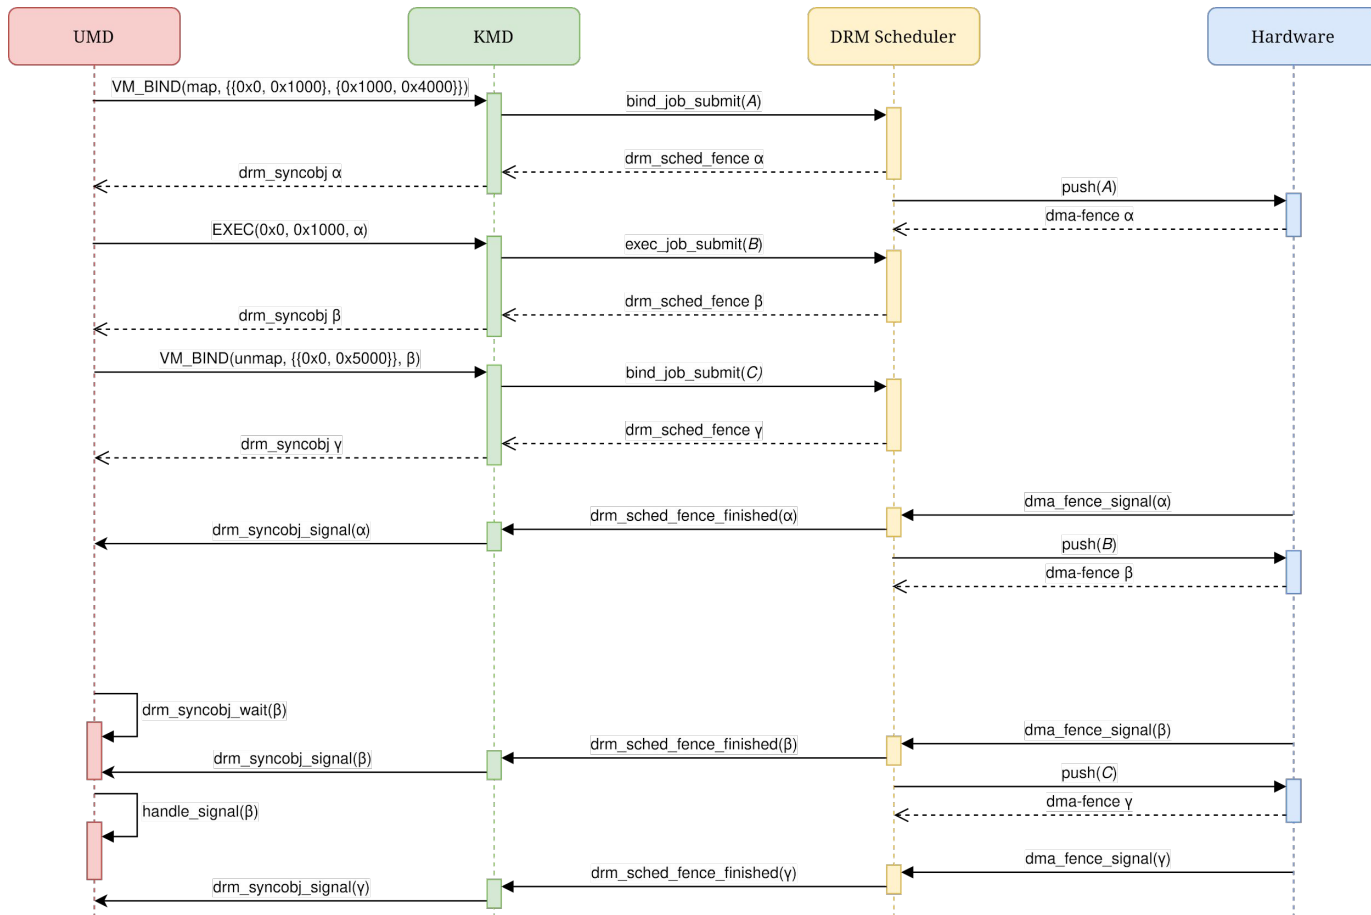 UMD
KMD
DRM Scheduler
Hardware
VM_BIND(map, {{0x0, 0x1000}, {0x1000, 0x4000}})
bind_job_submit(A)
drm_sched_fence α
drm_syncobj α
push(A)
dma-fence α
EXEC(0x0, 0x1000, α)
exec_job_submit(B)
drm_sched_fence β
drm_syncobj β
VM_BIND(unmap, {{0x0, 0x5000}}, β)
bind_job_submit(C)
drm_sched_fence γ
drm_syncobj γ
dma_fence_signal(α)
drm_sched_fence_finished(α)
drm_syncobj_signal(α)
push(B)
dma-fence β
drm_syncobj_wait(β)
dma_fence_signal(β)
drm_sched_fence_finished(β)
drm_syncobj_signal(β)
push(C)
dma-fence γ
handle_signal(β)
dma_fence_signal(γ)
drm_sched_fence_finished(γ)
drm_syncobj_signal(γ)